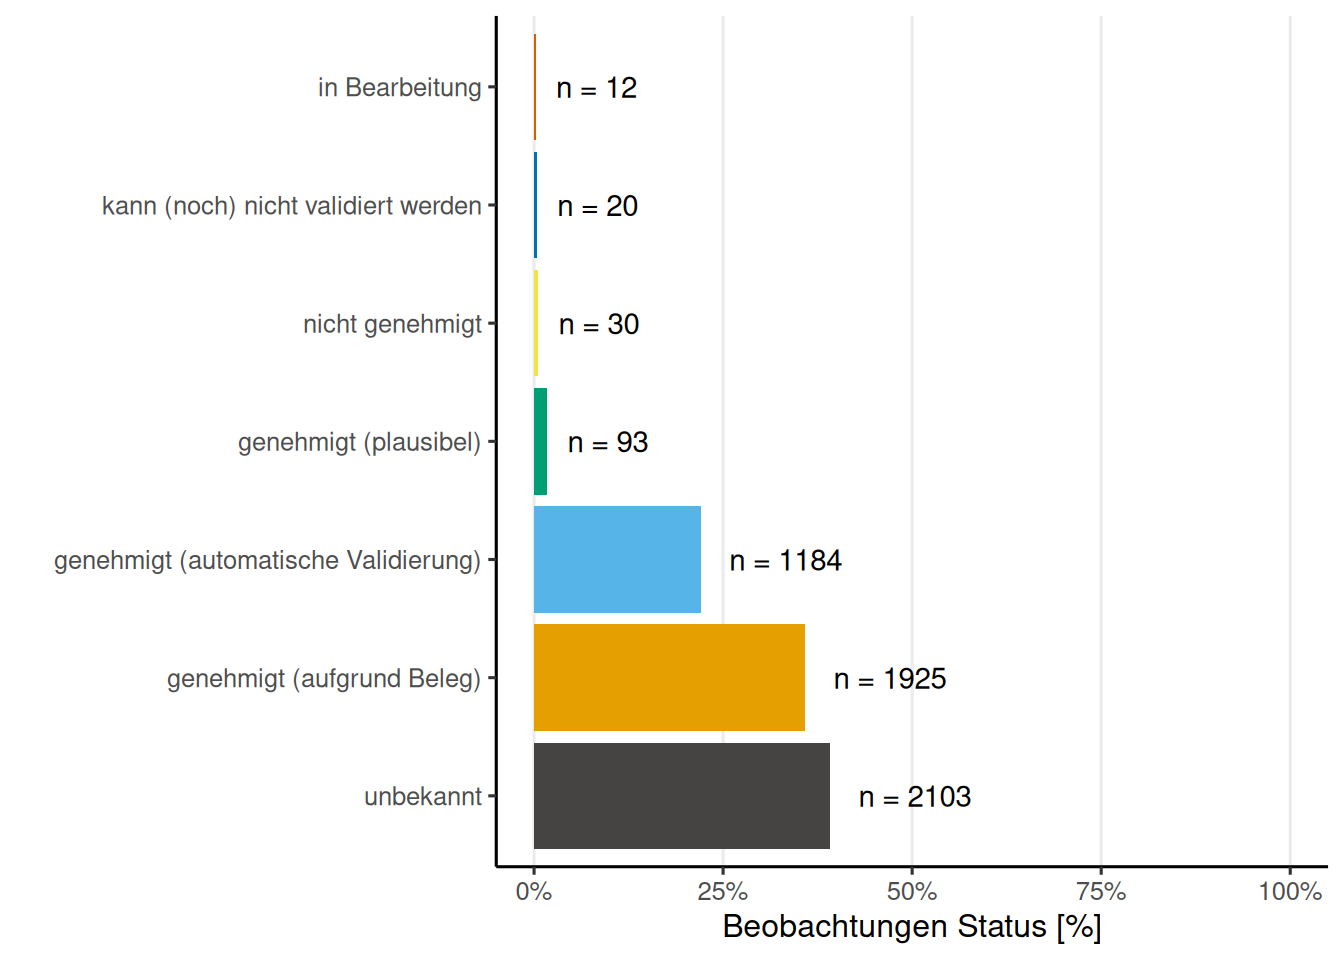 in Bearbeitung
n = 12
kann (noch) nicht validiert werden
n = 20
nicht genehmigt
n = 30
genehmigt (plausibel)
n = 93
genehmigt (automatische Validierung)
n = 1184
genehmigt (aufgrund Beleg)
n = 1925
unbekannt
n = 2103
0% 25% 50% 75% 100%
Beobachtungen Status [%]